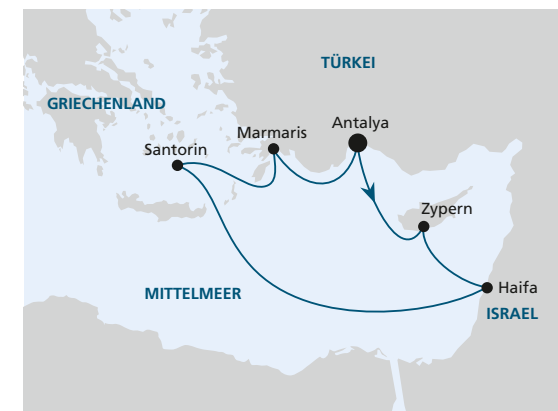 TÜRKEI
GRIECHENLAND
Antalya
Marmaris
Santorin
Zypern
Haifa
MITTELMEER
ISRAEL